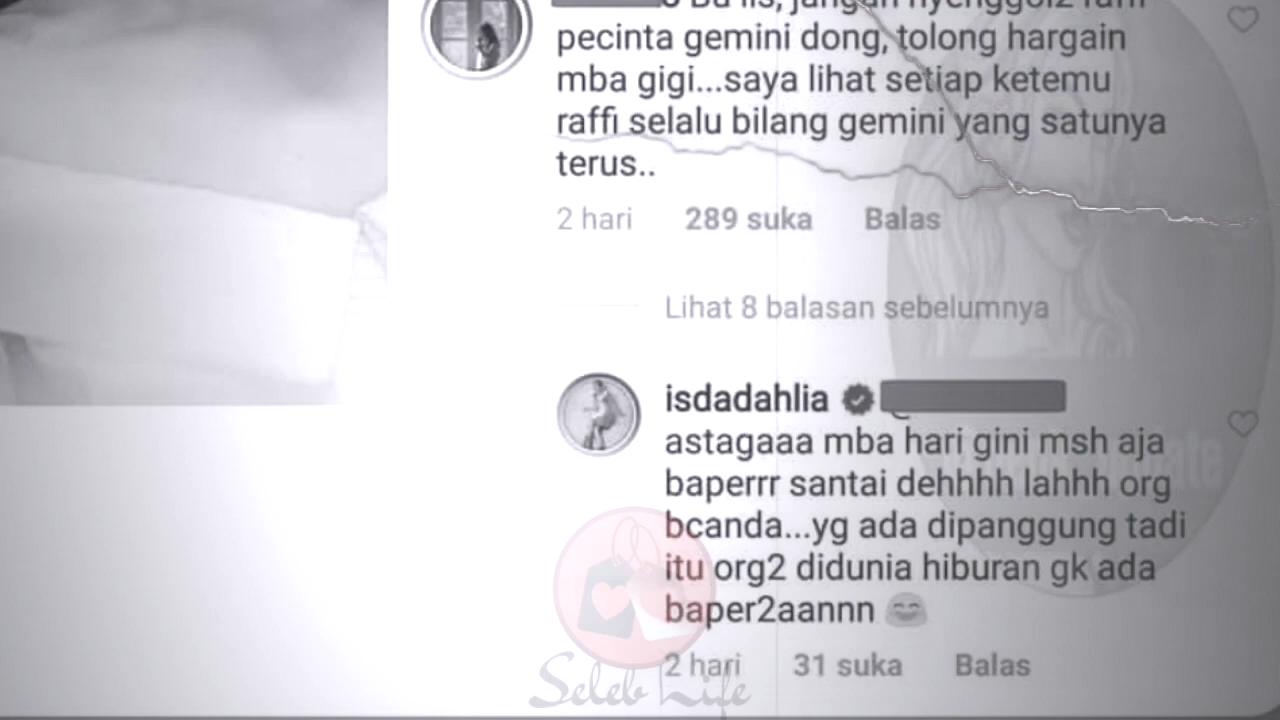 pecinta gemini dong, tolong hargain
mba gigi...saya lihat setiap ketemu
raffi selalu bilang gemini yang satunya
terus..
2 hari 289 suka Balas
Lihat 8 balasan sebelumnya
isdadahlia
astagaaa mba hari gini msh aja
baperrr santai dehhhh lahhh org
bcanda...yg ada dipanggung tadi
itu org2 didunia hiburan gk ada
baper2aannn 😄
2 hari 31 suka Balas
Seleb Life